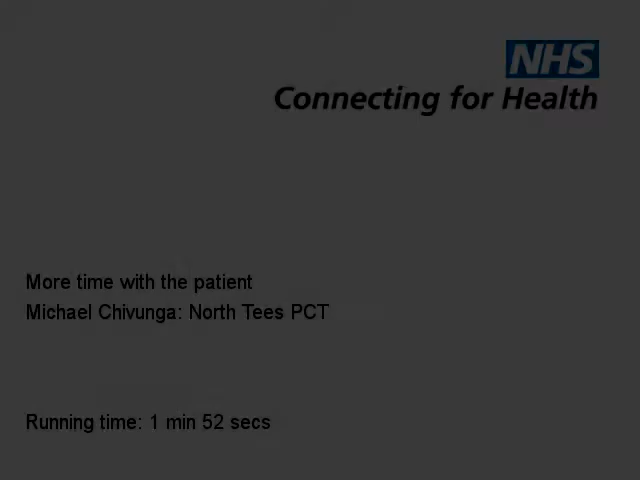 NHS
Connecting for Health
More time with the patient
Michael Chivunga: North Tees PCT
Running time: 1 min 52 secs